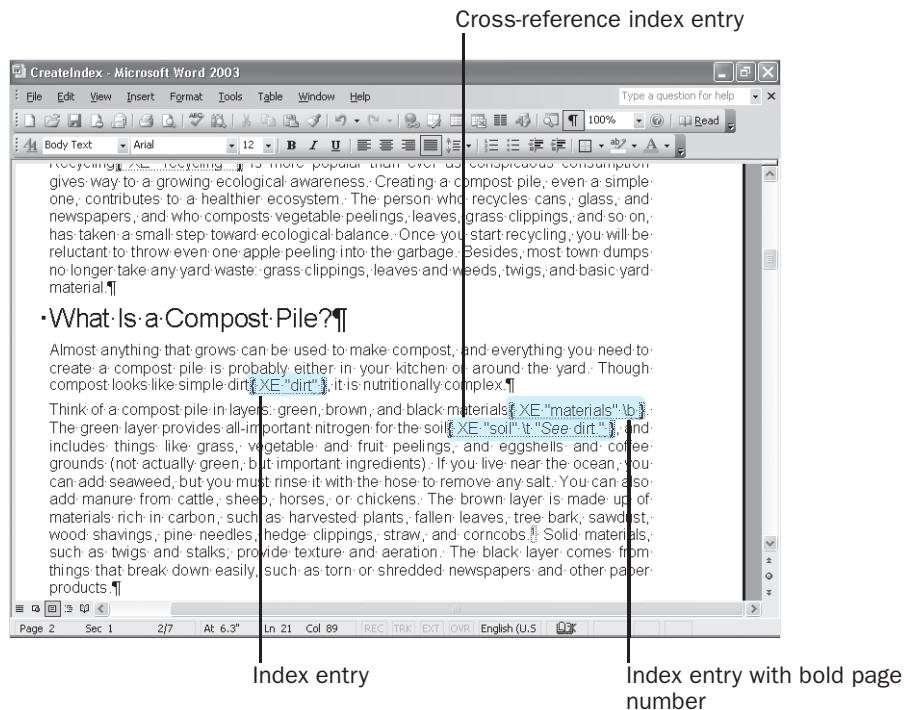 Cross-reference index entry
CreateIndex - Microsoft Word 2003
File Edit View Insert Format Tools Table Window Help Type a question for help
100% Read
Body Text Arial 12 B I U
Recycling{ XE "recycling" } is more popular than ever as conspicuous consumption
gives way to a growing ecological awareness. Creating a compost pile, even a simple
one, contributes to a healthier ecosystem. The person who recycles cans, glass, and
newspapers, and who composts vegetable peelings, leaves, grass clippings, and so on,
has taken a small step toward ecological balance. Once you start recycling, you will be
reluctant to throw even one apple peeling into the garbage. Besides, most town dumps
no longer take any yard waste: grass clippings, leaves and weeds, twigs, and basic yard
material.¶
What Is a Compost Pile?¶
Almost anything that grows can be used to make compost, and everything you need to
create a compost pile is probably either in your kitchen or around the yard. Though
compost looks like simple dirt{ XE "dirt" }, it is nutritionally complex.¶
Think of a compost pile in layers: green, brown, and black materials{ XE "materials" \b }.
The green layer provides all-important nitrogen for the soil{ XE "soil" \t "See dirt." }, and
includes things like grass, vegetable and fruit peelings, and eggshells and coffee
grounds (not actually green, but important ingredients). If you live near the ocean, you
can add seaweed, but you must rinse it with the hose to remove any salt. You can also
add manure from cattle, sheep, horses, or chickens. The brown layer is made up of
materials rich in carbon, such as harvested plants, fallen leaves, tree bark, sawdust,
wood shavings, pine needles, hedge clippings, straw, and corncobs. Solid materials,
such as twigs and stalks; provide texture and aeration. The black layer comes from
things that break down easily, such as torn or shredded newspapers and other paper
products.¶
Page 2 Sec 1 2/7 At 6.3" Ln 21 Col 89 REC TRK EXT OVR English (U.S
Index entry
Index entry with bold page
number